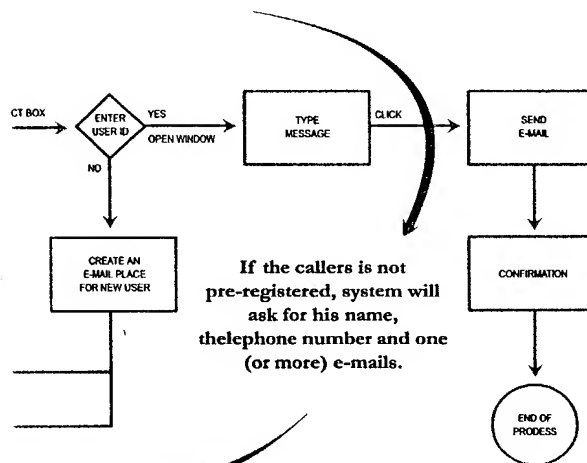 CT BOX
ENTER
USER ID
YES
OPEN WINDOW
TYPE
MESSAGE
CLICK
SEND
E-MAIL
NO
CREATE AN
E-MAIL PLACE
FOR NEW USER
If the callers is not
pre-registered, system will
ask for his name,
thelephone number and one
(or more) e-mails.
CONFIRMATION
END OF
PRODESS